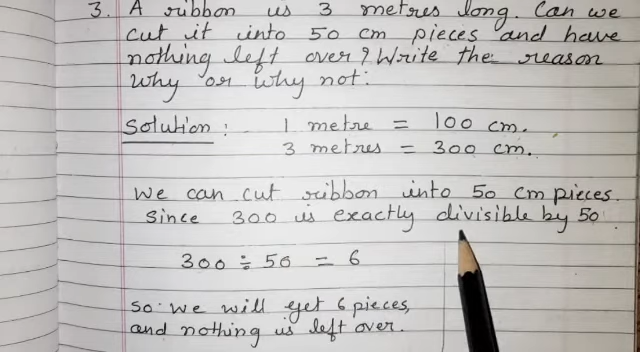 3. A ribbon is 3 metres long. Can we
cut it into 50 cm pieces and have
nothing left over? Write the reason
why or why not:
Solution: 1 metre = 100 cm.
3 metres = 300 cm.
We can cut ribbon into 50 cm pieces.
Since 300 is exactly divisible by 50
300 ÷ 50 = 6
So we will get 6 pieces,
and nothing is left over.